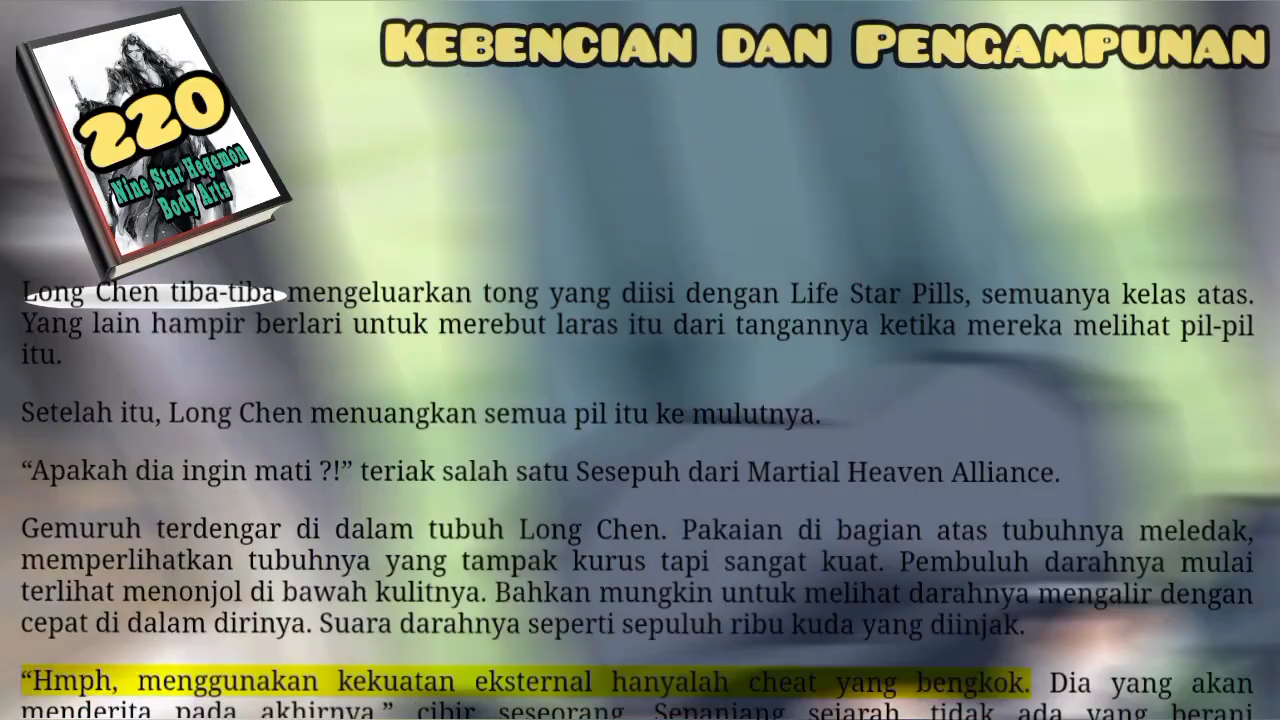 KEBENCIAN DAN PENGAMPUNAN
220
Nine Star Hegemon
Body Arts
Long Chen tiba-tiba mengeluarkan tong yang diisi dengan Life Star Pills, semuanya kelas atas.
Yang lain hampir berlari untuk merebut laras itu dari tangannya ketika mereka melihat pil-pil
itu.
Setelah itu, Long Chen menuangkan semua pil itu ke mulutnya.
“Apakah dia ingin mati ?!” teriak salah satu Sesepuh dari Martial Heaven Alliance.
Gemuruh terdengar di dalam tubuh Long Chen. Pakaian di bagian atas tubuhnya meledak,
memperlihatkan tubuhnya yang tampak kurus tapi sangat kuat. Pembuluh darahnya mulai
terlihat menonjol di bawah kulitnya. Bahkan mungkin untuk melihat darahnya mengalir dengan
cepat di dalam dirinya. Suara darahnya seperti sepuluh ribu kuda yang diinjak.
“Hmph, menggunakan kekuatan eksternal hanyalah cheat yang bengkok. Dia yang akan
menderita pada akhirnya,” cibir seseorang. Sepanjang sejarah, tidak ada yang berani